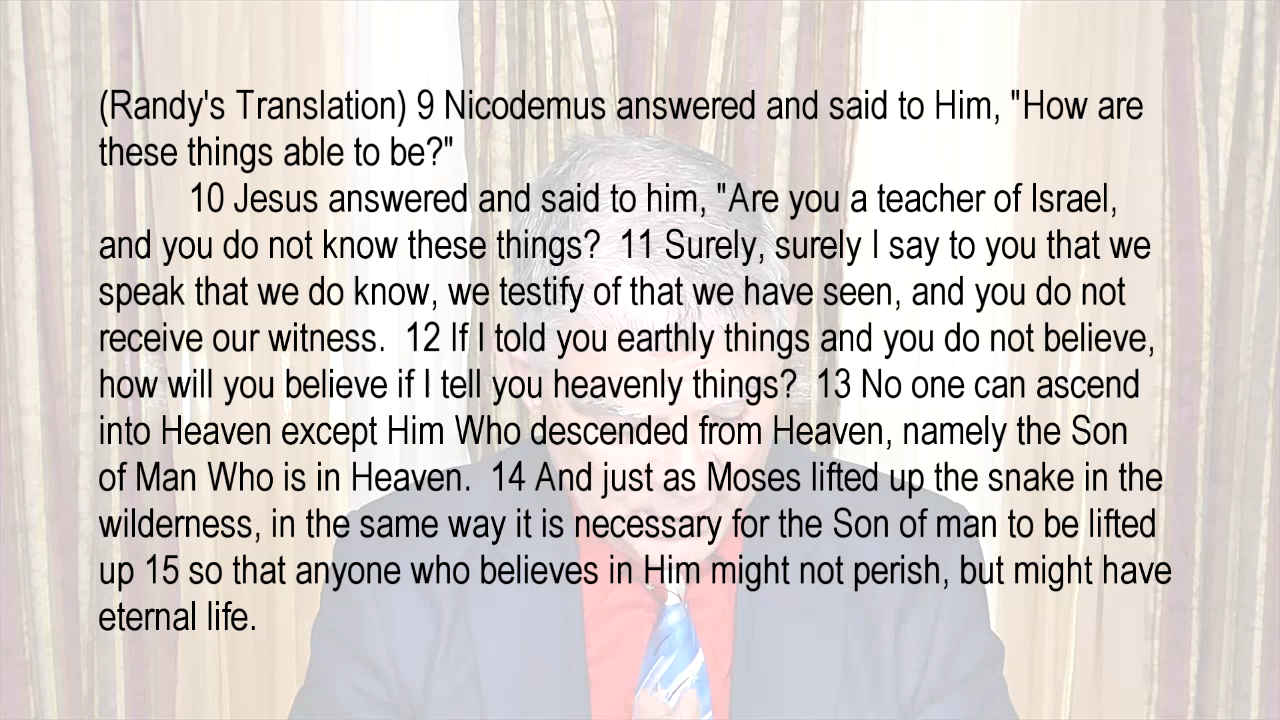 (Randy's Translation) 9 Nicodemus answered and said to Him, "How are
these things able to be?"
10 Jesus answered and said to him, "Are you a teacher of Israel,
and you do not know these things?  11 Surely, surely I say to you that we
speak that we do know, we testify of that we have seen, and you do not
receive our witness.  12 If I told you earthly things and you do not believe,
how will you believe if I tell you heavenly things?  13 No one can ascend
into Heaven except Him Who descended from Heaven, namely the Son
of Man Who is in Heaven.  14 And just as Moses lifted up the snake in the
wilderness, in the same way it is necessary for the Son of man to be lifted
up 15 so that anyone who believes in Him might not perish, but might have
eternal life.